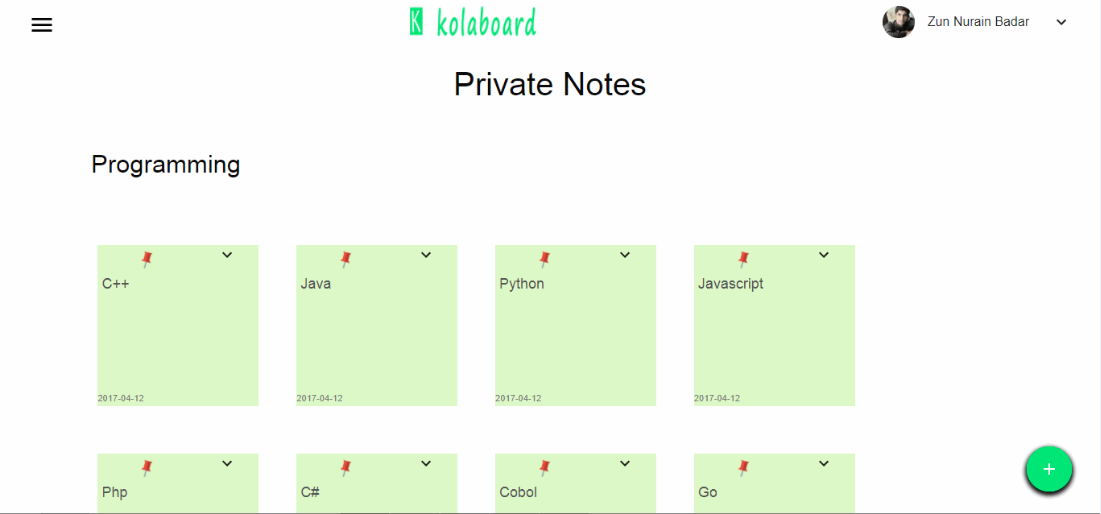 K kolaboard
Zun Nurain Badar
Private Notes
Programming
C++ Java Python Javascript
2017-04-12 2017-04-12 2017-04-12 2017-04-12
Php C# Cobol Go
+